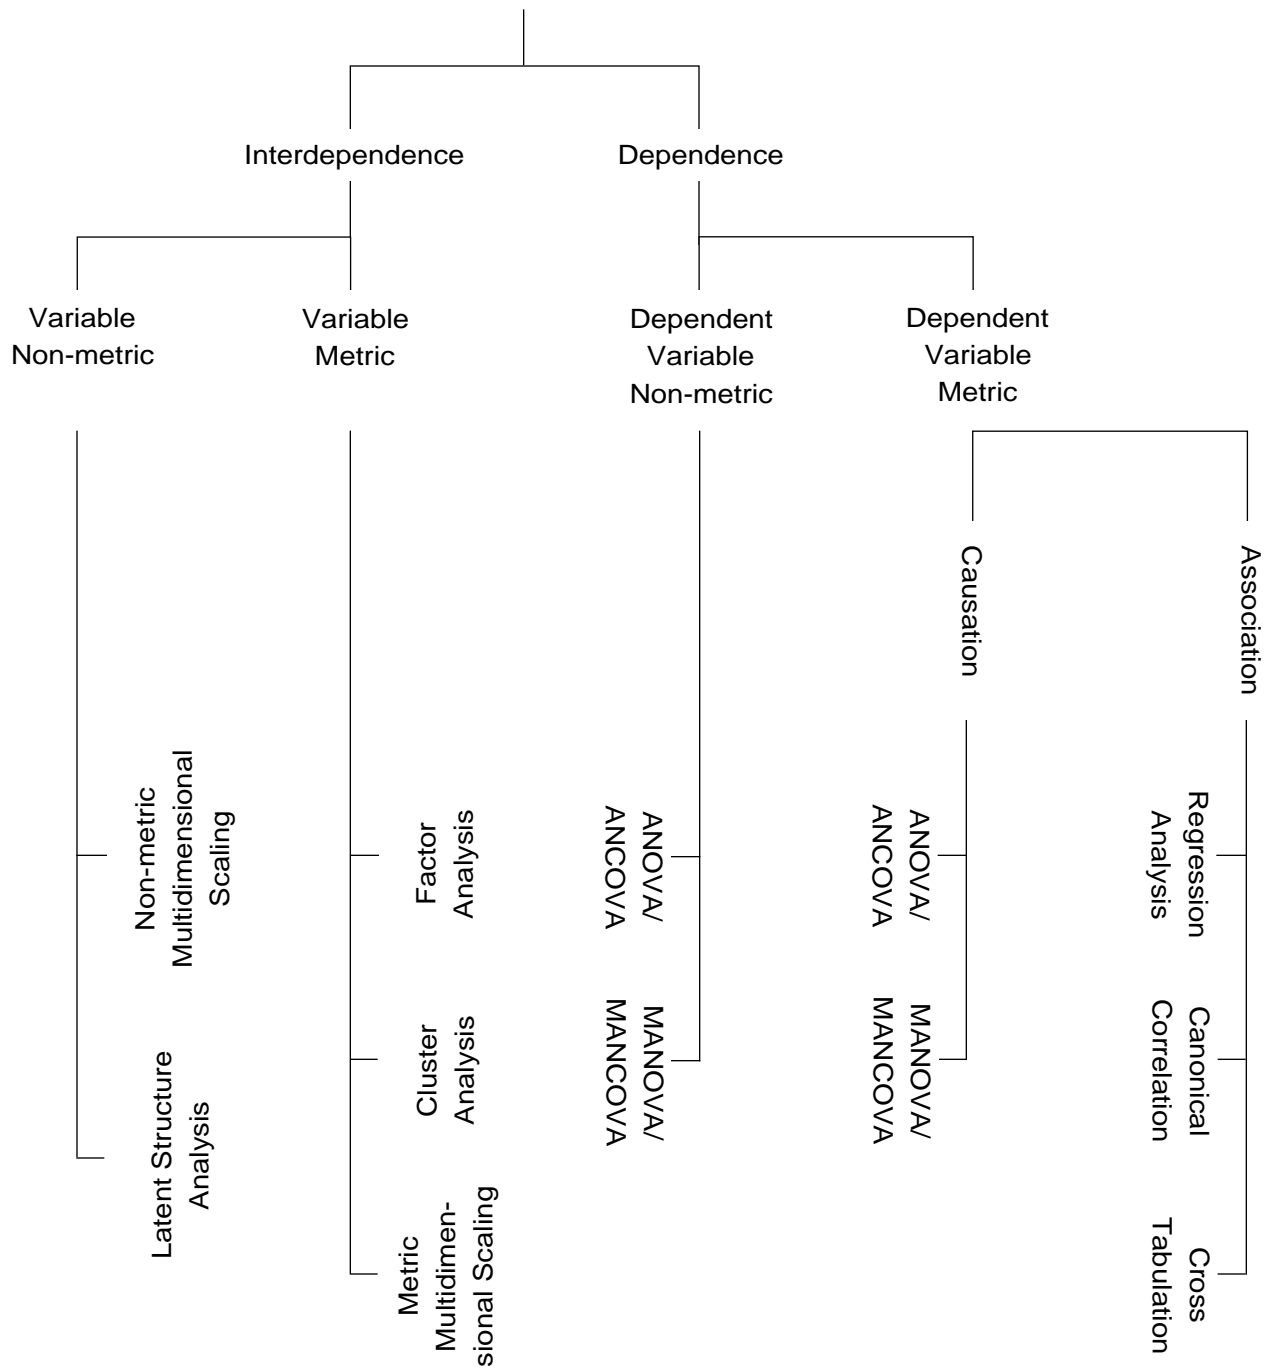 Interdependence
Dependence
Variable
Non-metric
Variable
Metric
Dependent
Variable
Non-metric
Dependent
Variable
Metric
Causation
Association
Non-metric
Multidimensional
Scaling
Latent Structure
Analysis
Factor
Analysis
Cluster
Analysis
Metric
Multidimen-
sional Scaling
ANOVA/
ANCOVA
MANOVA/
MANCOVA
ANOVA/
ANCOVA
MANOVA/
MANCOVA
Regression
Analysis
Canonical
Correlation
Cross
Tabulation